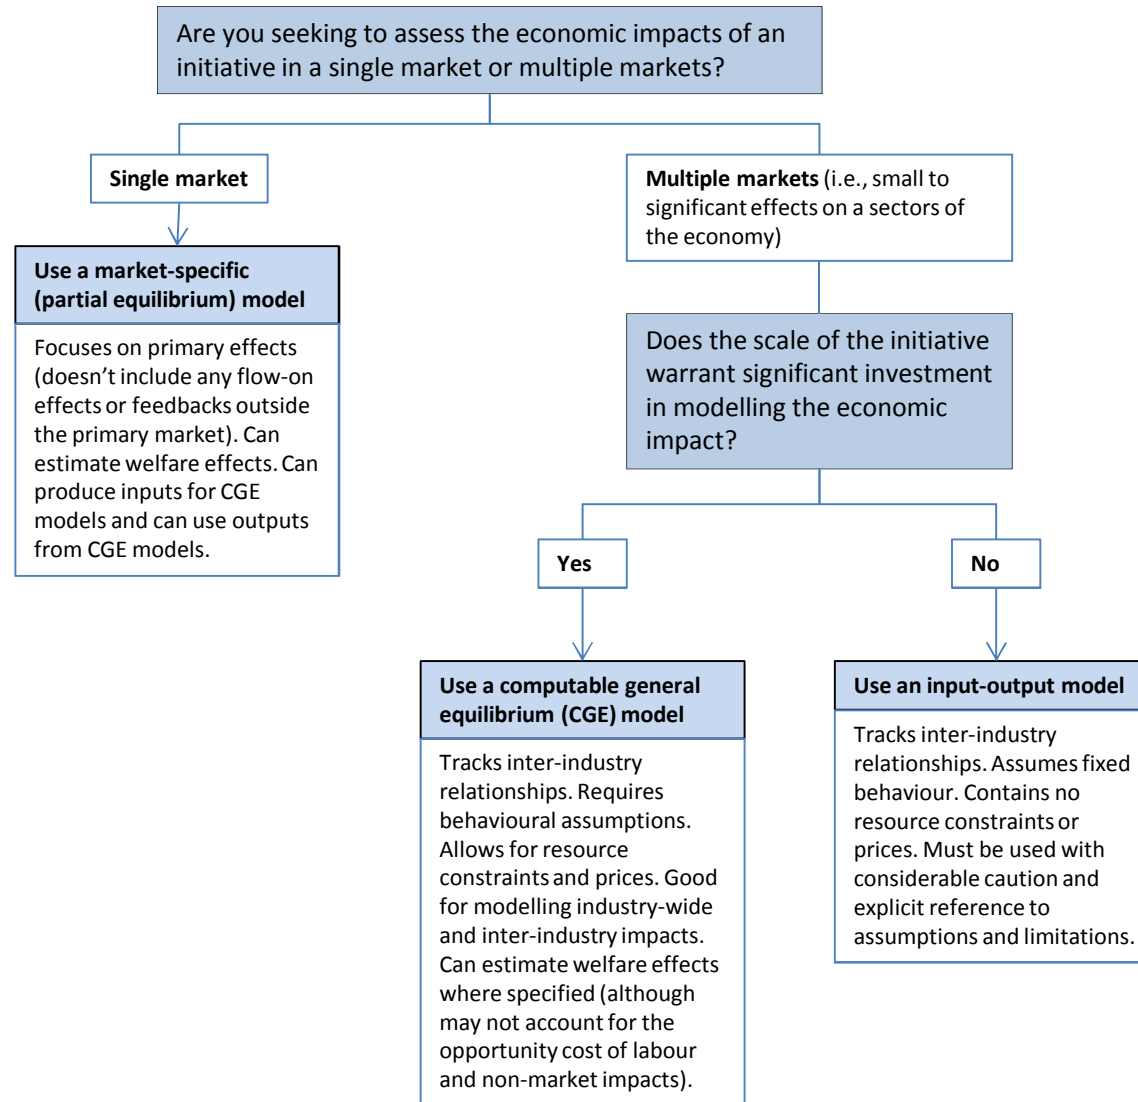 Are you seeking to assess the economic impacts of an
initiative in a single market or multiple markets?
Single market
Multiple markets (i.e., small to
significant effects on a sectors of
the economy)
Use a market-specific
(partial equilibrium) model
Focuses on primary effects
(doesn’t include any flow-on
effects or feedbacks outside
the primary market). Can
estimate welfare effects. Can
produce inputs for CGE
models and can use outputs
from CGE models.
Does the scale of the initiative
warrant significant investment
in modelling the economic
impact?
Yes
No
Use a computable general
equilibrium (CGE) model
Tracks inter-industry
relationships. Requires
behavioural assumptions.
Allows for resource
constraints and prices. Good
for modelling industry-wide
and inter-industry impacts.
Can estimate welfare effects
where specified (although
may not account for the
opportunity cost of labour
and non-market impacts).
Use an input-output model
Tracks inter-industry
relationships. Assumes fixed
behaviour. Contains no
resource constraints or
prices. Must be used with
considerable caution and
explicit reference to
assumptions and limitations.